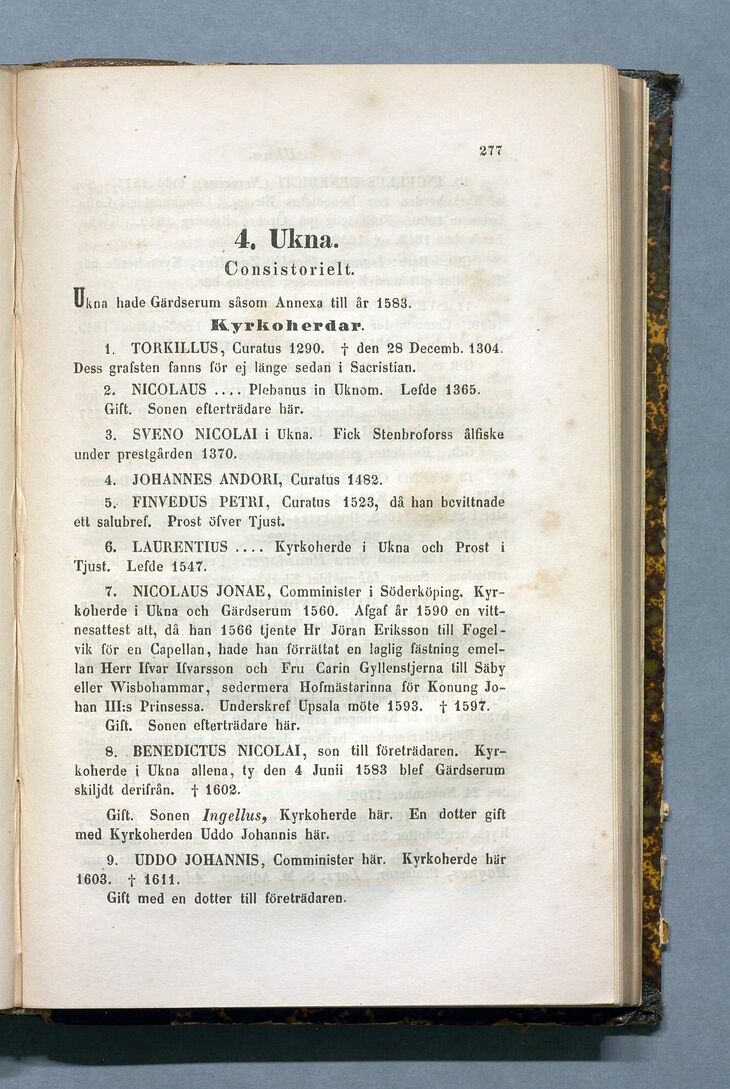 277
4. Ukna.
Consistorielt.
Ukna hade Gärdserum såsom Annexa till år 1583.
Kyrkoherdar.
1. TORKILLUS, Curatus 1290. † den 28 Decemb. 1304.
Dess grafsten fanns för ej länge sedan i Sacristian.
2. NICOLAUS .... Plebanus in Uknom. Lefde 1365.
Gift. Sonen efterträdare här.
3. SVENO NICOLAI i Ukna. Fick Stenbroforss ålfiske
under prestgården 1370.
4. JOHANNES ANDORI, Curatus 1482.
5. FINVEDUS PETRI, Curatus 1523, då han bevittnade
ett salubref. Prost öfver Tjust.
6. LAURENTIUS .... Kyrkoherde i Ukna och Prost i
Tjust. Lefde 1547.
7. NICOLAUS JONAE, Comminister i Söderköping. Kyr-
koherde i Ukna och Gärdserum 1560. Afgaf år 1590 en vitt-
nesattest att, då han 1566 tjente Hr Jöran Eriksson till Fogel-
vik för en Capellan, hade han förrättat en laglig fästning emel-
lan Herr Ifvar Ifvarsson och Fru Carin Gyllenstjerna till Säby
eller Wisbohammar, sedermera Hofmästarinna för Konung Jo-
han III:s Prinsessa. Underskref Upsala möte 1593. † 1597.
Gift. Sonen efterträdare här.
8. BENEDICTUS NICOLAI, son till företrädaren. Kyr-
koherde i Ukna allena, ty den 4 Junii 1583 blef Gärdserum
skiljdt derifrån. † 1602.
Gift. Sonen Ingellus, Kyrkoherde här. En dotter gift
med Kyrkoherden Uddo Johannis här.
9. UDDO JOHANNIS, Comminister här. Kyrkoherde här
1603. † 1611.
Gift med en dotter till företrädaren.